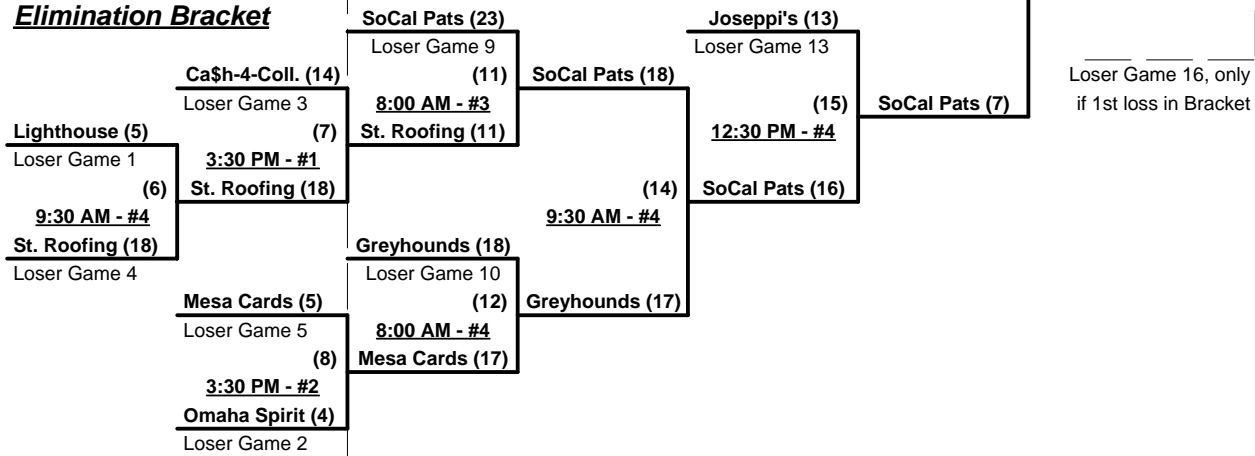 Elimination Bracket
SoCal Pats (23)
Joseppi's (13)
Loser Game 9
Loser Game 13
Ca$h-4-Coll. (14)
(11)
SoCal Pats (18)
Loser Game 16, only
if 1st loss in Bracket
Loser Game 3
8:00 AM - #3
(15)
SoCal Pats (7)
Lighthouse (5)
(7)
St. Roofing (11)
12:30 PM - #4
Loser Game 1
3:30 PM - #1
(6)
St. Roofing (18)
(14)
SoCal Pats (16)
9:30 AM - #4
9:30 AM - #4
St. Roofing (18)
Greyhounds (18)
Loser Game 4
Loser Game 10
Mesa Cards (5)
(12)
Greyhounds (17)
Loser Game 5
8:00 AM - #4
(8)
Mesa Cards (17)
3:30 PM - #2
Omaha Spirit (4)
Loser Game 2